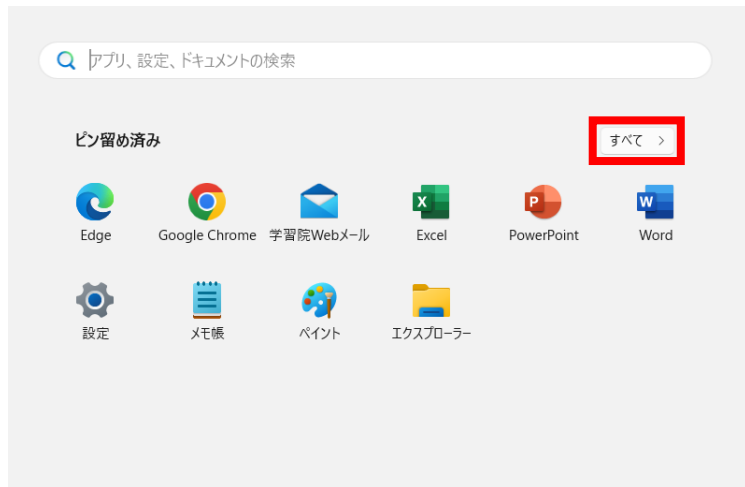 アプリ、設定、ドキュメントの検索
ピン留め済み
すべて >
Edge Google Chrome 学習院Webメール Excel PowerPoint Word
設定 メモ帳 ペイント エクスプローラー